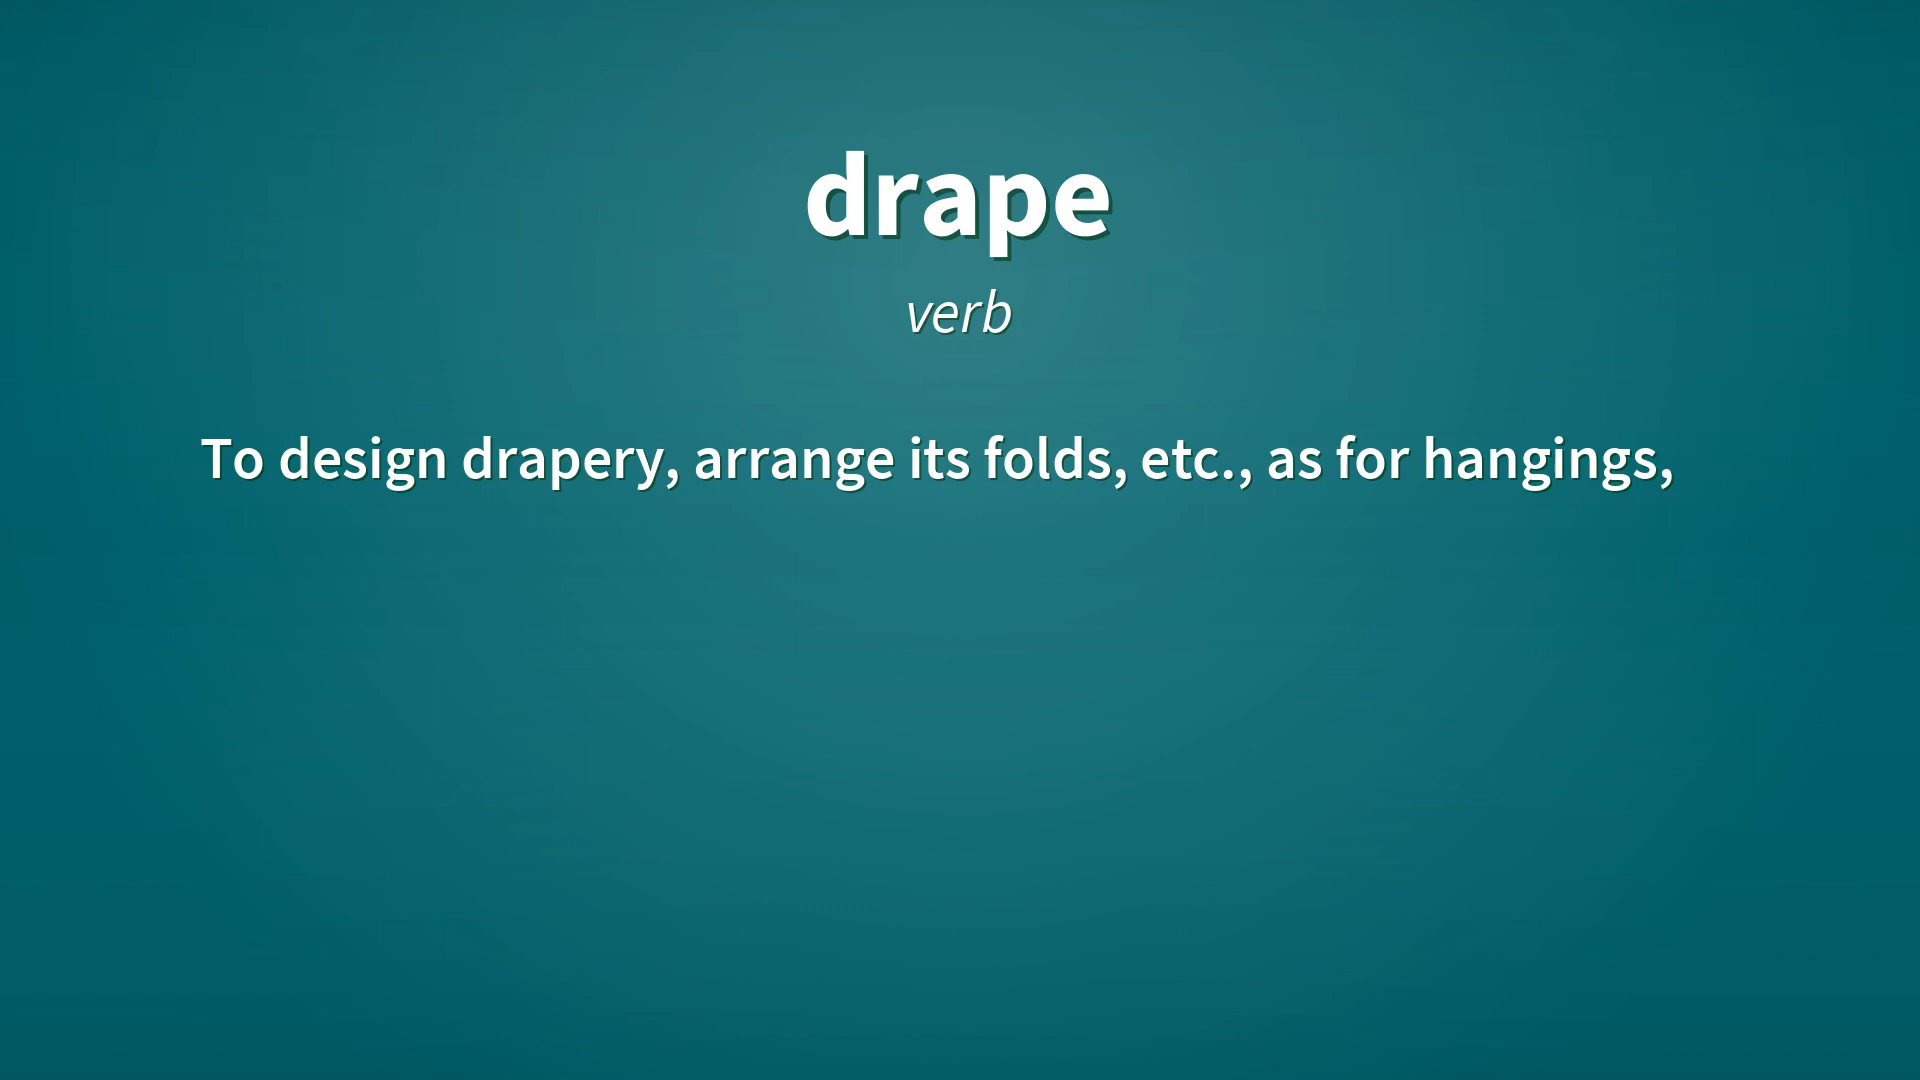 drape
verb
To design drapery, arrange its folds, etc., as for hangings,